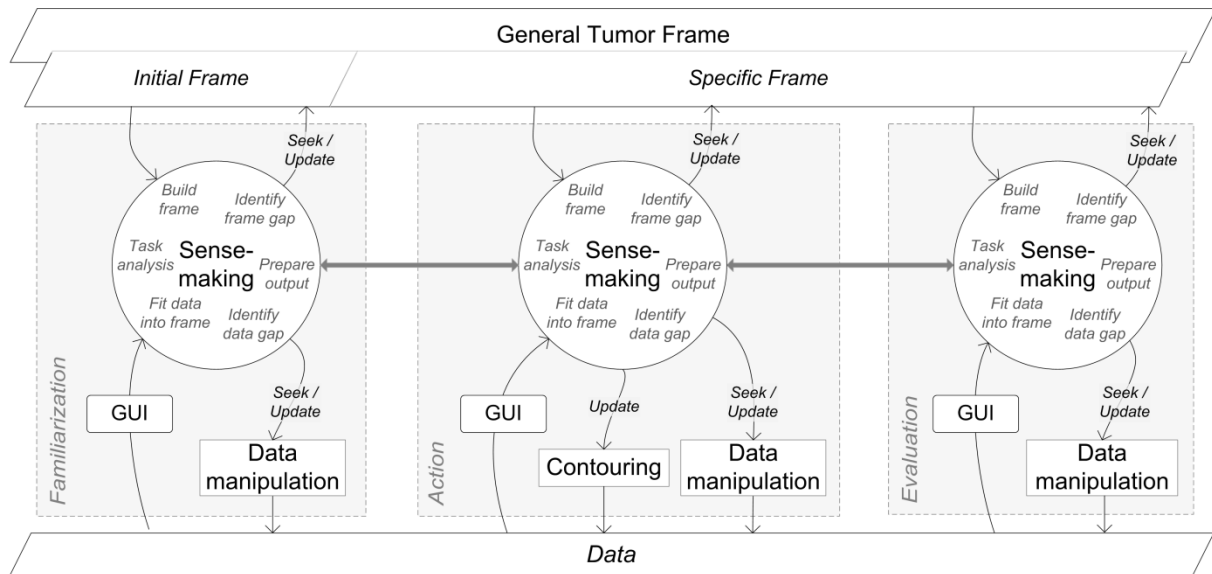 General Tumor Frame
Initial Frame
Specific Frame
Seek /
Update
Build
frame
Identify
frame gap
Task
analysis
Sense-
making
Prepare
output
Fit data
into frame
Identify
data gap
GUI
Seek /
Update
Data
manipulation
Familiarization
Seek /
Update
Build
frame
Identify
frame gap
Task
analysis
Sense-
making
Prepare
output
Fit data
into frame
Identify
data gap
GUI
Update
Seek /
Update
Contouring
Data
manipulation
Action
Seek /
Update
Build
frame
Identify
frame gap
Task
analysis
Sense-
making
Prepare
output
Fit data
into frame
Identify
data gap
GUI
Seek /
Update
Data
manipulation
Evaluation
Data